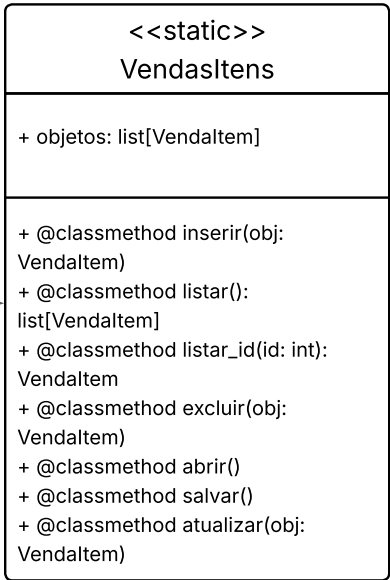 <<static>>
VendasItens
+ objetos: list[VendaItem]
+ @classmethod inserir(obj:
VendaItem)
+ @classmethod listar():
list[VendaItem]
+ @classmethod listar_id(id: int):
VendaItem
+ @classmethod excluir(obj:
VendaItem)
+ @classmethod abrir()
+ @classmethod salvar()
+ @classmethod atualizar(obj:
VendaItem)